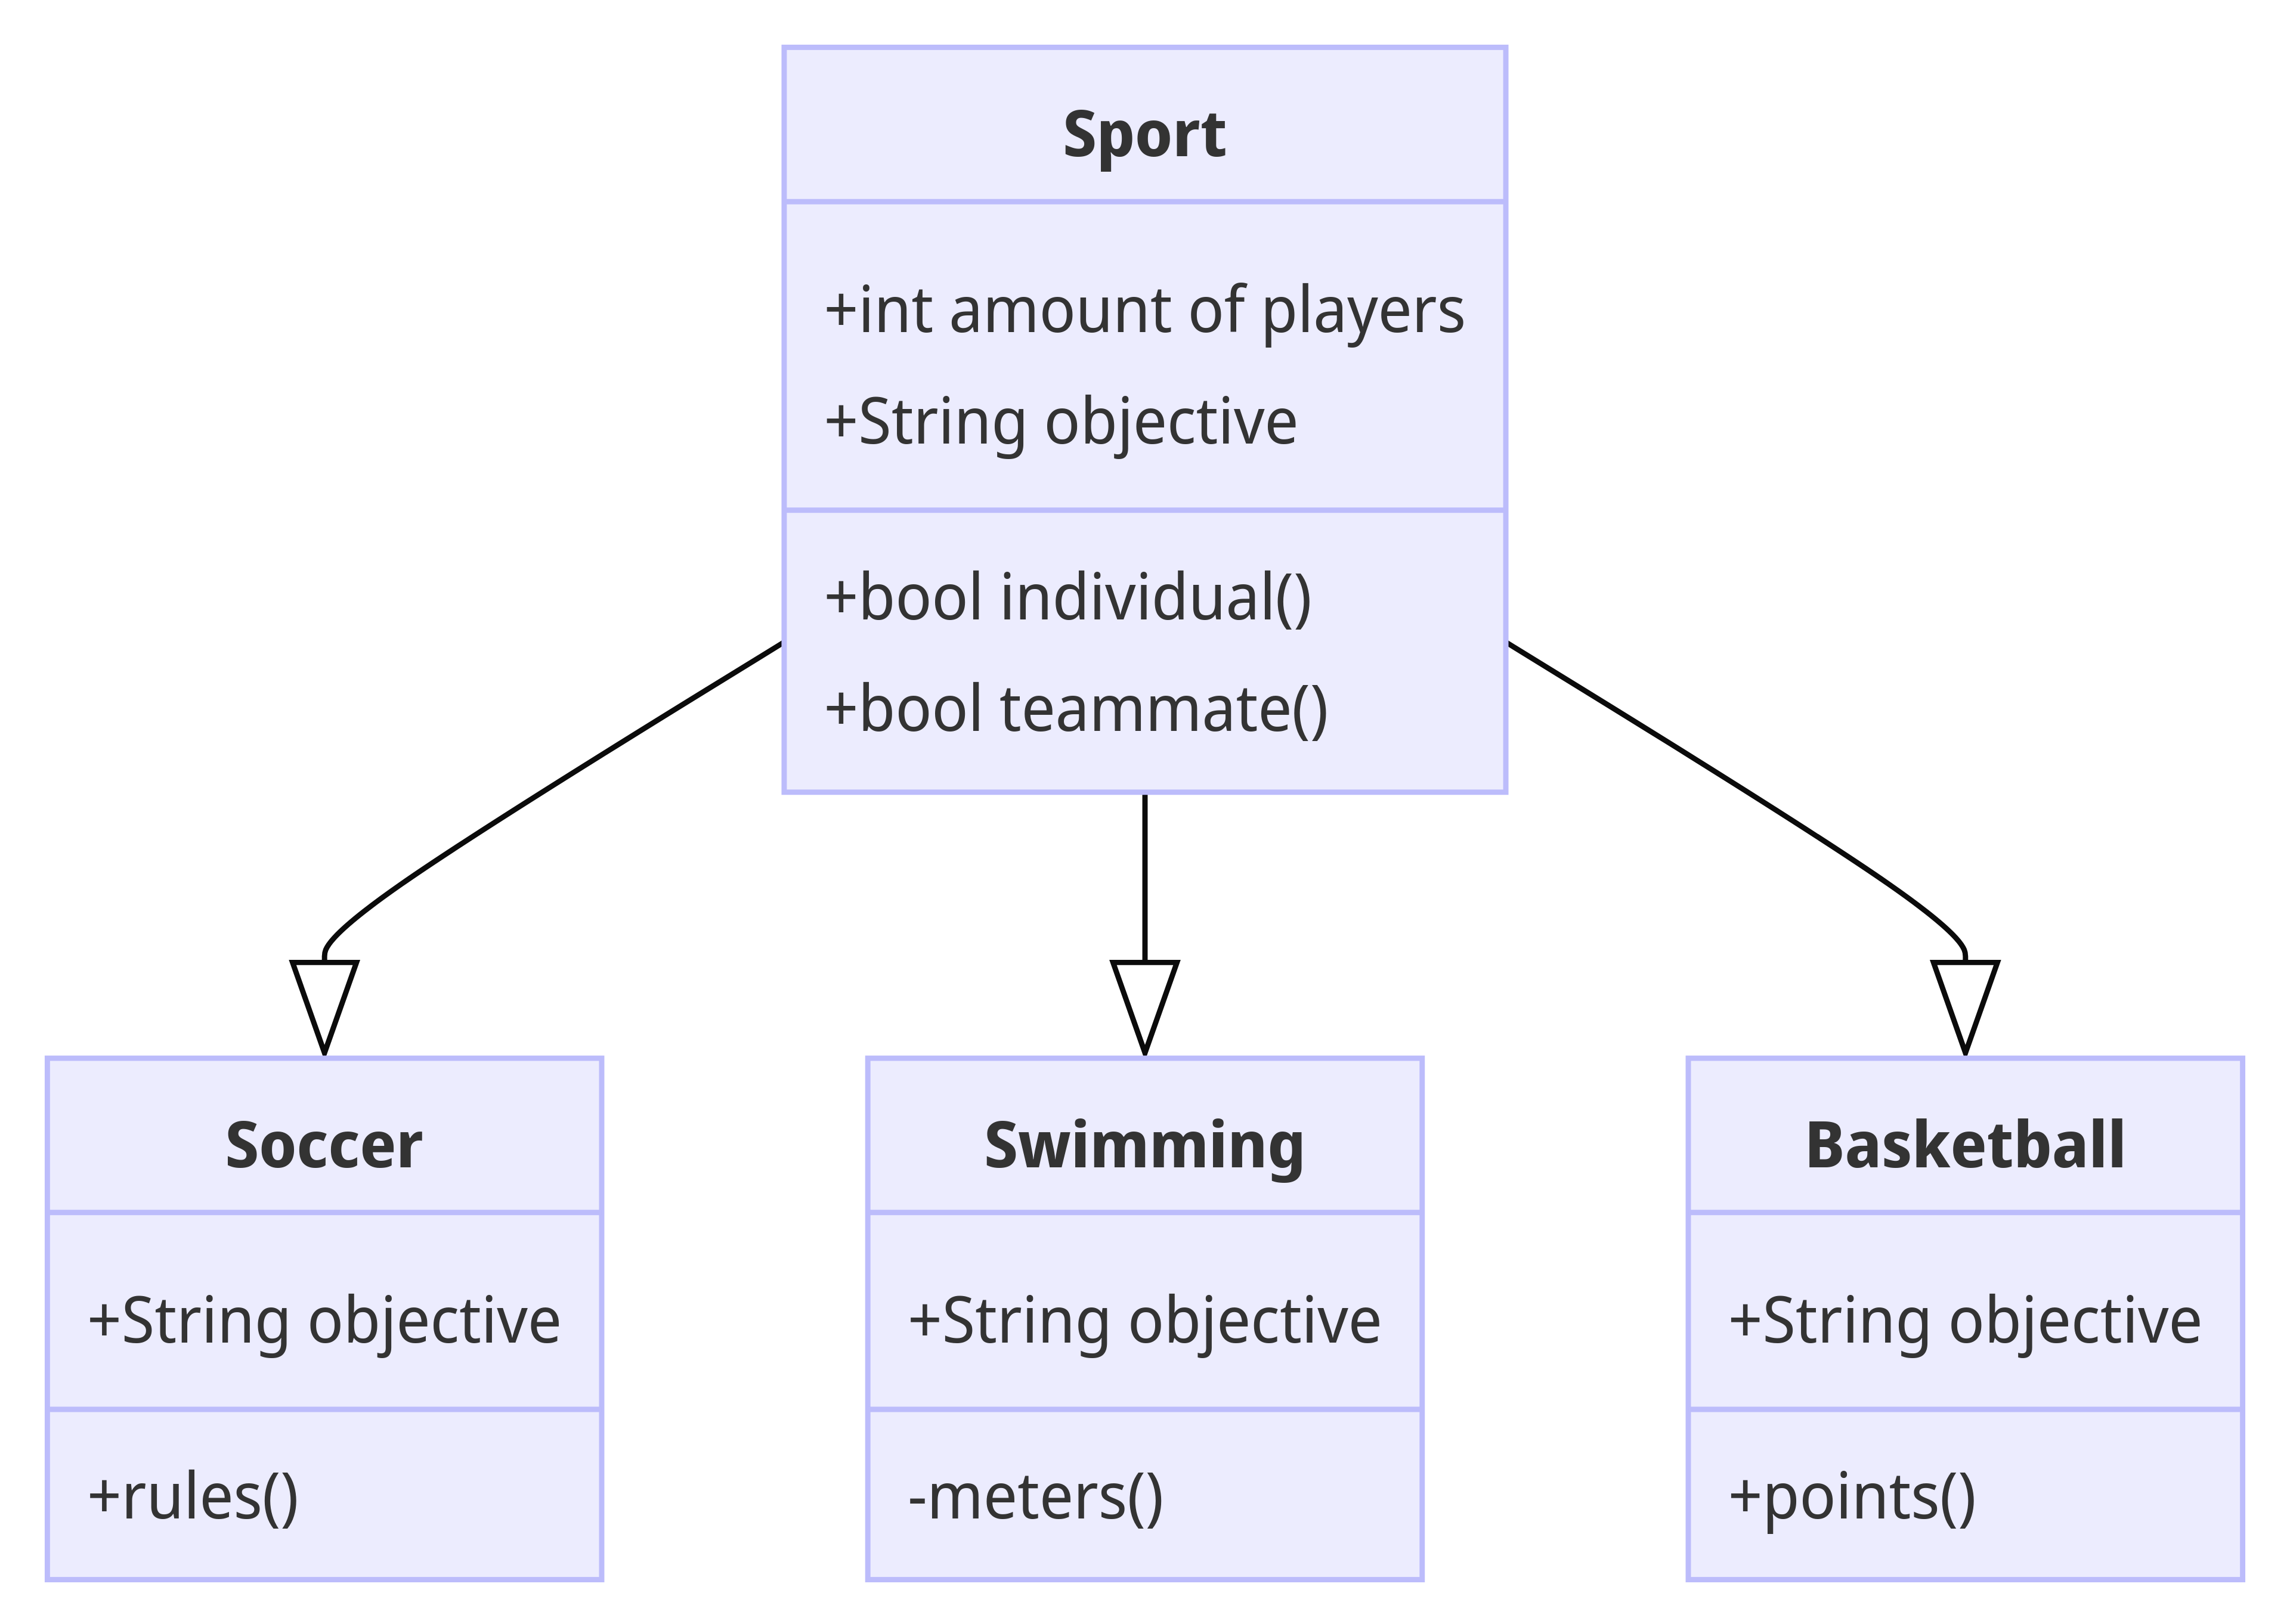 Sport
+int amount of players
+String objective
+bool individual()
+bool teammate()
Soccer
+String objective
+rules()
Swimming
+String objective
-meters()
Basketball
+String objective
+points()